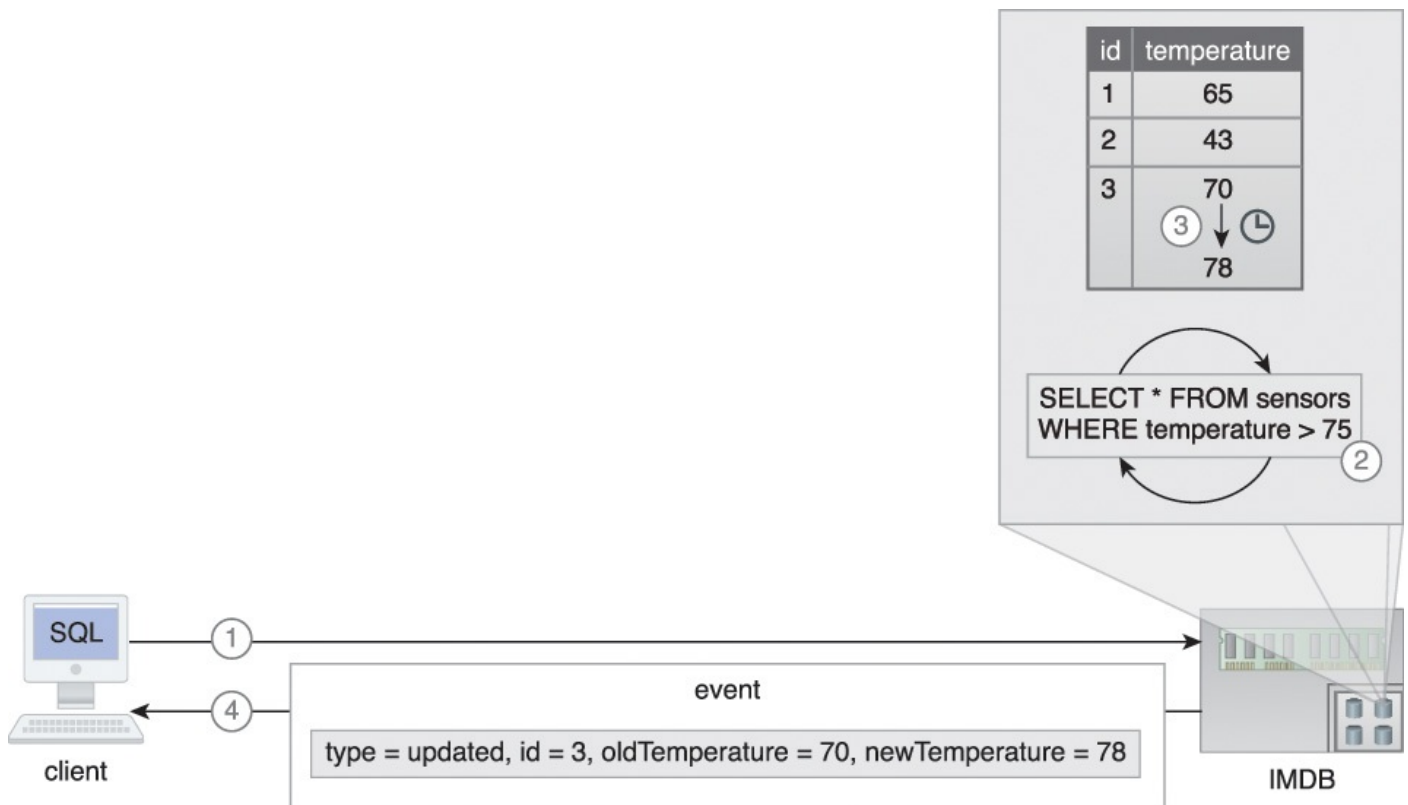 id temperature
1 65
2 43
3 70
3
78
SELECT * FROM sensors
WHERE temperature > 75
2
SQL
1
event
4
type = updated, id = 3, oldTemperature = 70, newTemperature = 78
client
IMDB